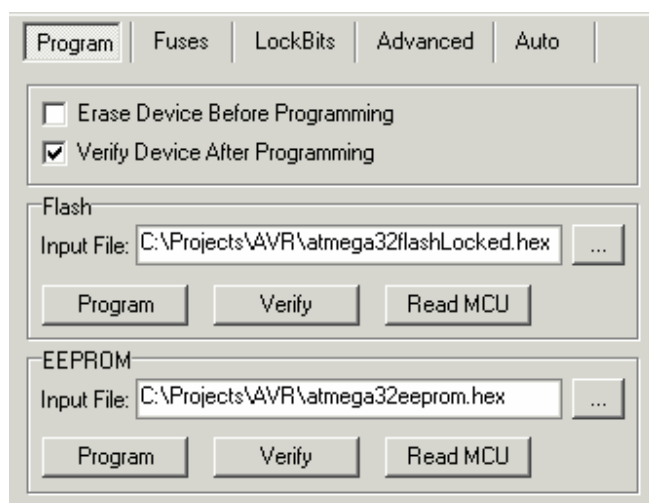 Program Fuses LockBits Advanced Auto
Erase Device Before Programming
Verify Device After Programming
Flash
Input File: C:\Projects\AVR\atmega32flashLocked.hex ...
Program Verify Read MCU
EEPROM
Input File: C:\Projects\AVR\atmega32eeprom.hex ...
Program Verify Read MCU